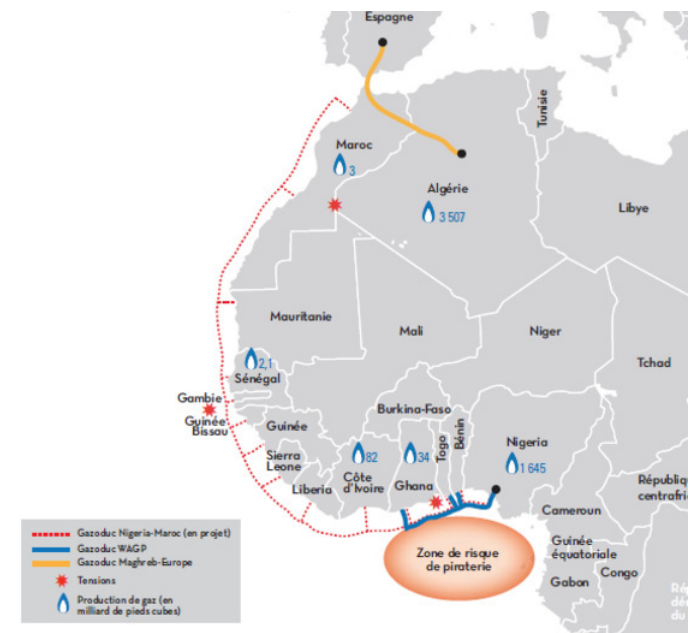 Espagne
Tunisie
Maroc
3
Algérie
3 507
Libye
Mauritanie
Mali
Niger
Tchad
2,1
Sénégal
Gambie
Guinée
Bissau
Guinée
Burkina-Faso
Bénin
Togo
Nigeria
1 645
82
34
Sierra
Leone
Côte
d'Ivoire
Ghana
Liberia
Cameroun
centrafri
Guinée
équatoriale
Gabon
Congo
Zone de risque
de piraterie
Gazoduc Nigeria-Maroc (en projet)
Gazoduc WAGP
Gazoduc Maghreb-Europe
Tensions
Production de gaz (en
milliard de pieds cubes)